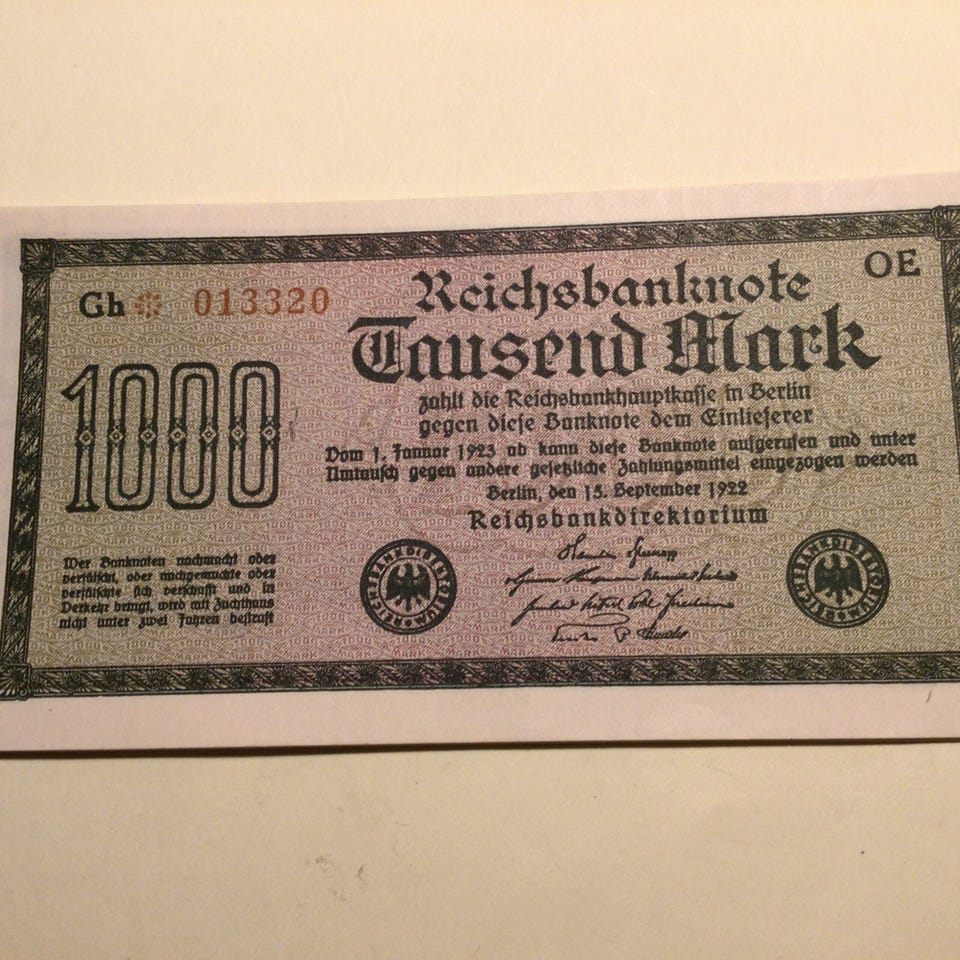 Gh * 013320
OE
Reichsbanknote
Tausend Mark
1000
zahlt die Reichsbankhauptkasse in Berlin
gegen diese Banknote dem Einlieferer
Vom 1. Januar 1923 ab kann diese Banknote aufgerufen und unter
Umtausch gegen andere gesetzliche Zahlungsmittel eingezogen werden
Berlin, den 15. September 1922
Reichsbankdirektorium
Wer Banknoten nachmacht oder
verfälscht, oder nachgemachte oder
verfälschte sich verschafft und in
Verkehr bringt, wird mit Zuchthaus
nicht unter zwei Jahren bestraft